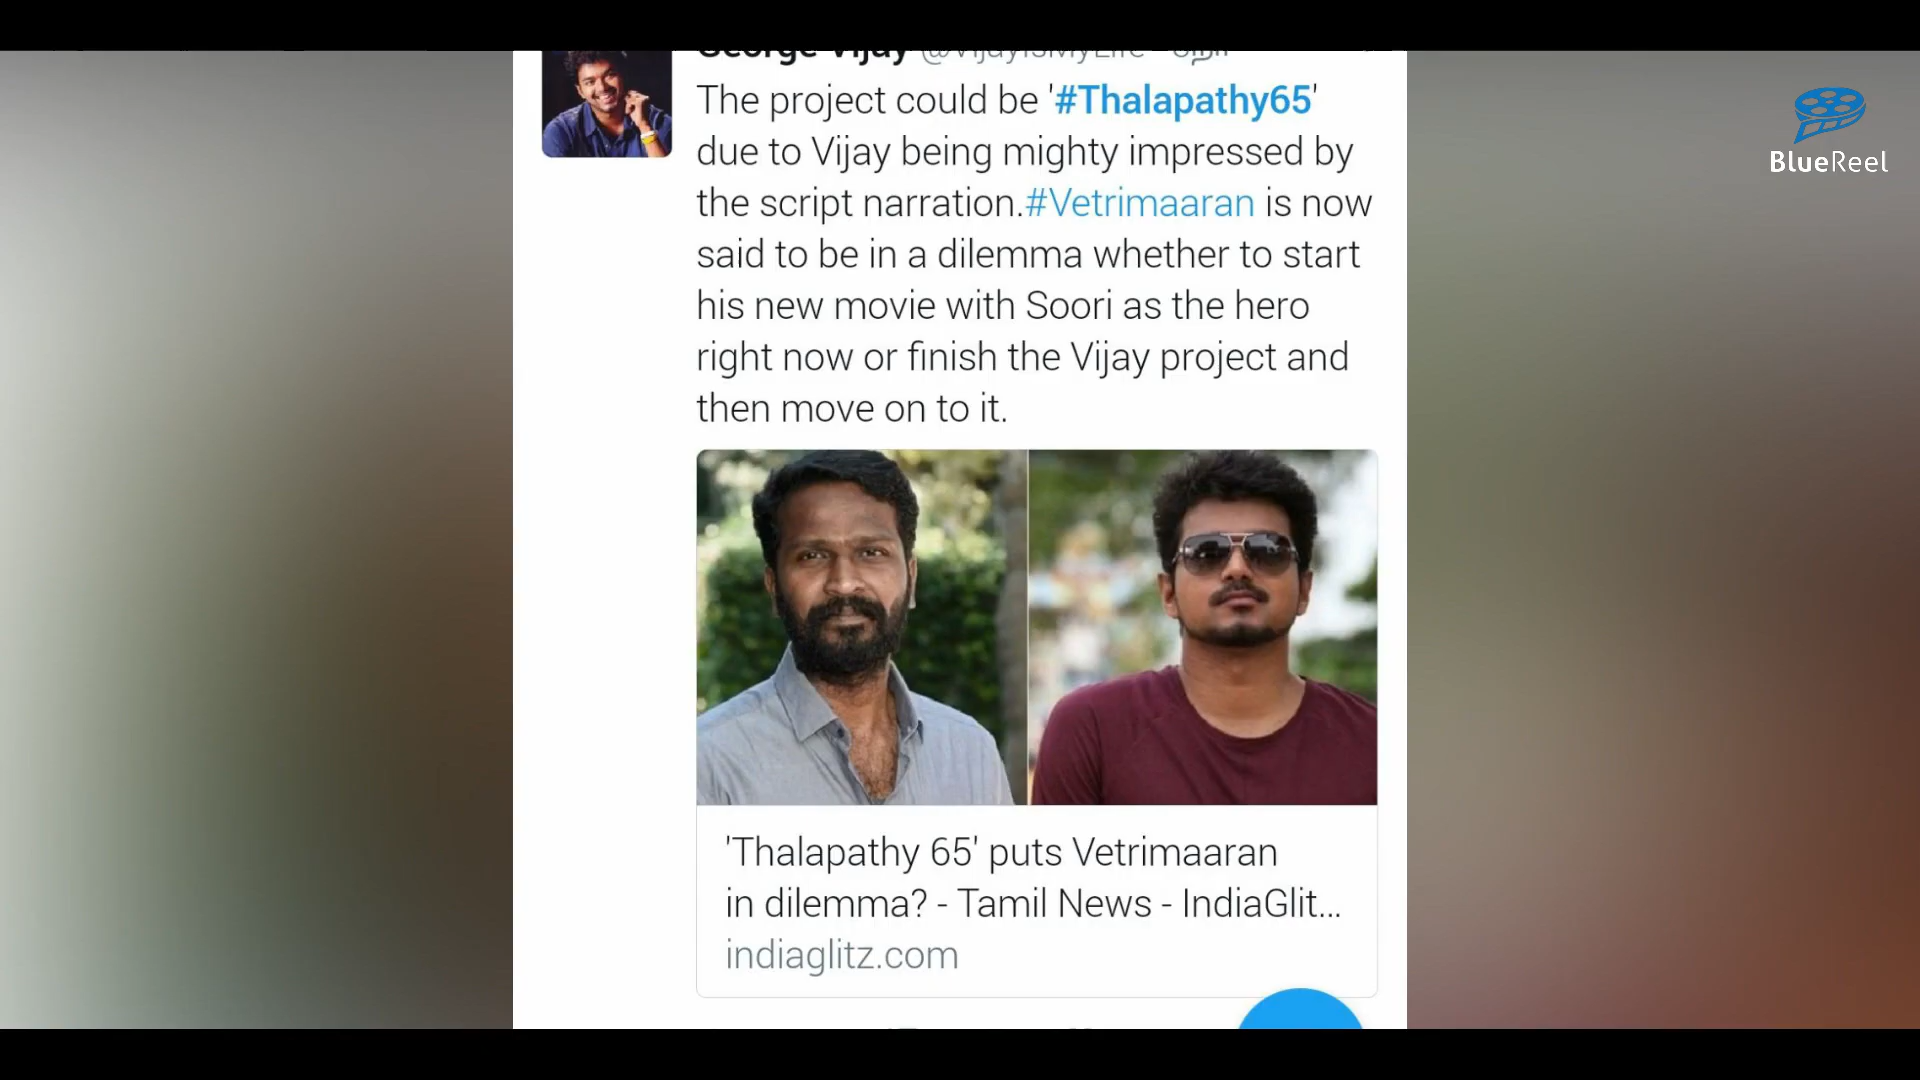 George Vijay @VijayIsMyLife
The project could be '#Thalapathy65'
due to Vijay being mighty impressed by
the script narration.#Vetrimaaran is now
said to be in a dilemma whether to start
his new movie with Soori as the hero
right now or finish the Vijay project and
then move on to it.
'Thalapathy 65' puts Vetrimaaran
in dilemma? - Tamil News - IndiaGlit...
indiaglitz.com
BlueReel